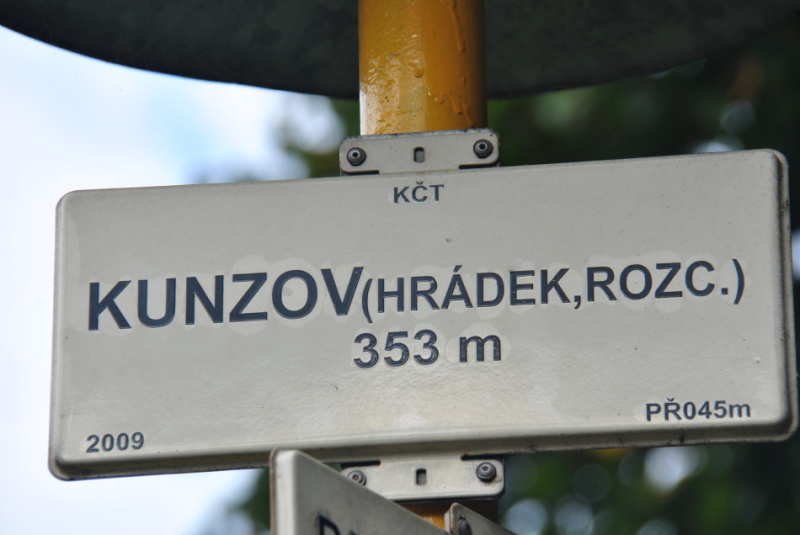 KČT
KUNZOV(HRÁDEK,ROZC.)
353 m
2009
PŘ045m